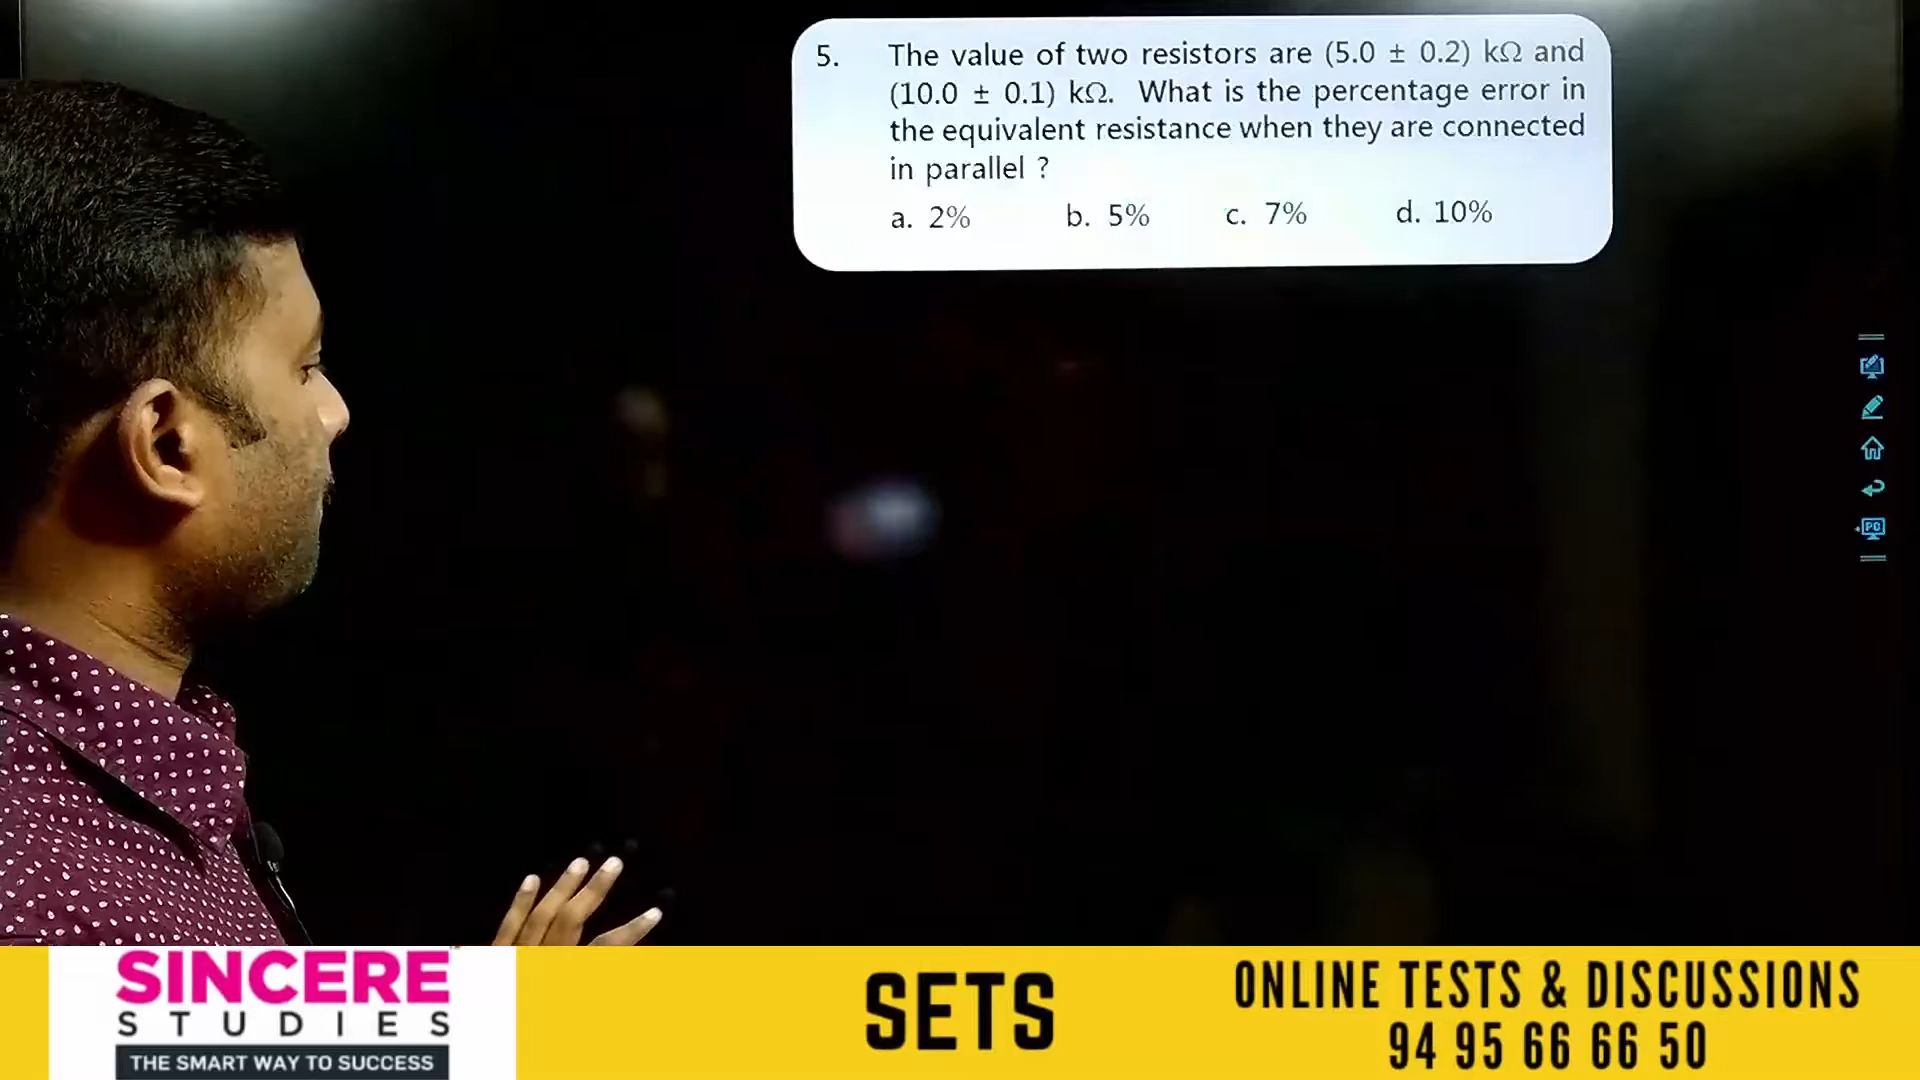 5. The value of two resistors are (5.0 ± 0.2) kΩ and
(10.0 ± 0.1) kΩ. What is the percentage error in
the equivalent resistance when they are connected
in parallel ?
a. 2% b. 5% c. 7% d. 10%
PC
SINCERE
STUDIES
THE SMART WAY TO SUCCESS
SETS
ONLINE TESTS & DISCUSSIONS
94 95 66 66 50